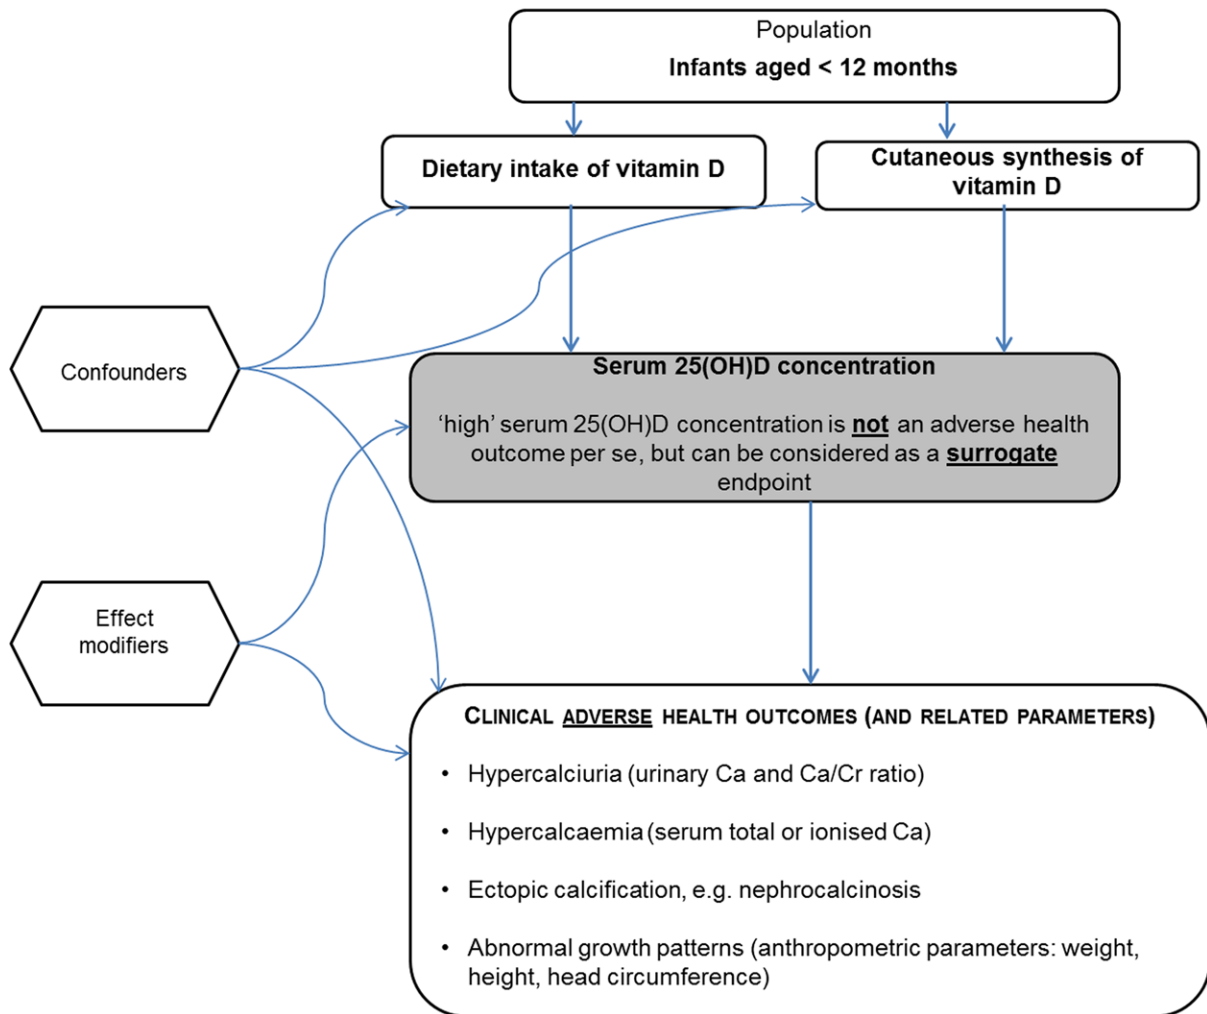 Population
Infants aged < 12 months
Dietary intake of vitamin D
Cutaneous synthesis of
vitamin D
Confounders
Serum 25(OH)D concentration
‘high’ serum 25(OH)D concentration is not an adverse health
outcome per se, but can be considered as a surrogate
endpoint
Effect
modifiers
CLINICAL ADVERSE HEALTH OUTCOMES (AND RELATED PARAMETERS)
• Hypercalciuria (urinary Ca and Ca/Cr ratio)
• Hypercalcaemia (serum total or ionised Ca)
• Ectopic calcification, e.g. nephrocalcinosis
• Abnormal growth patterns (anthropometric parameters: weight,
height, head circumference)